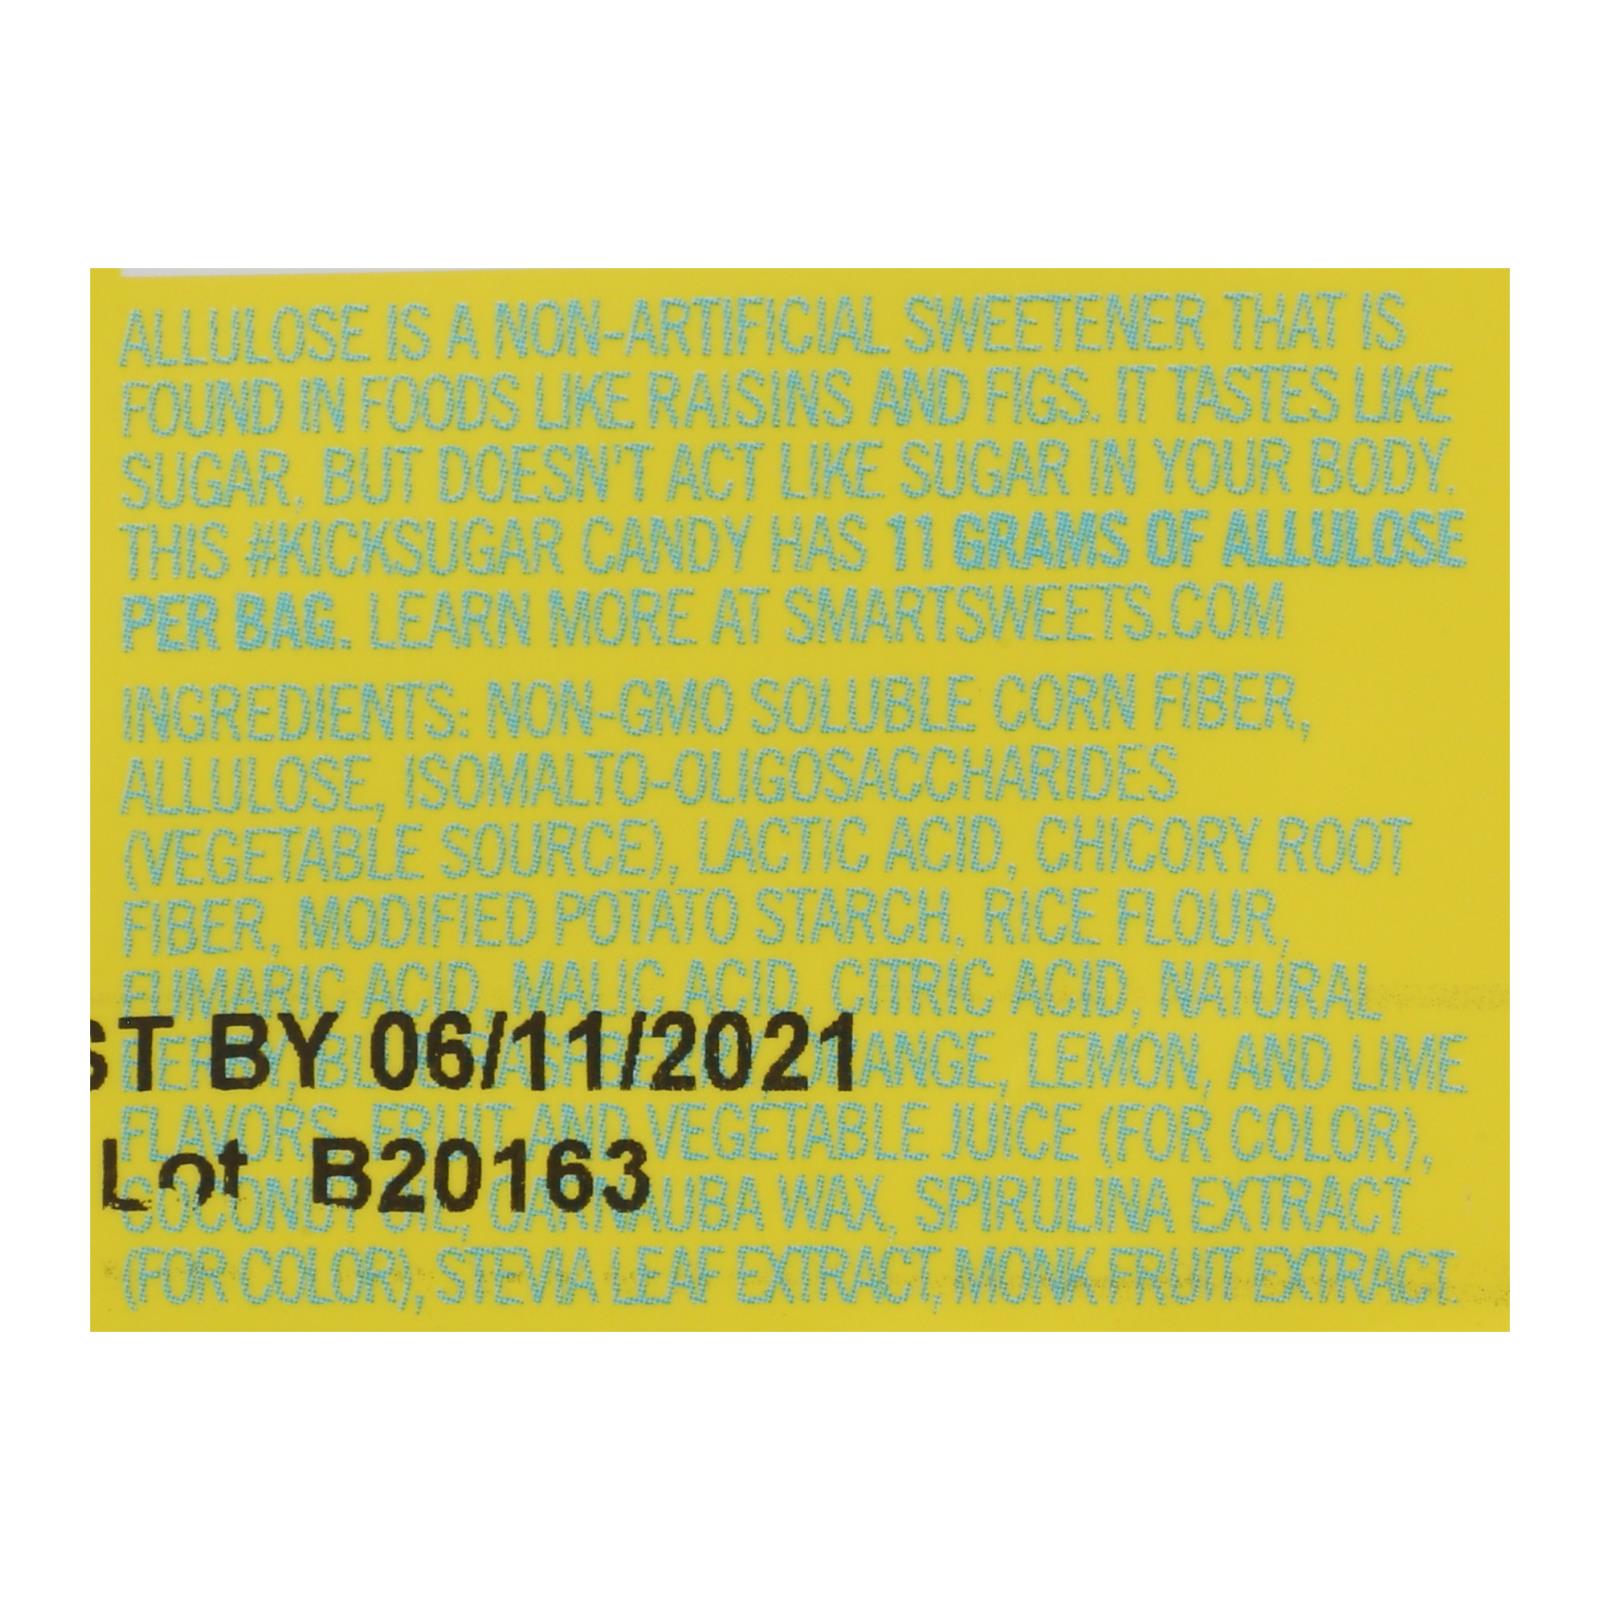 ALLULOSE IS A NON-ARTIFICIAL SWEETENER THAT IS
FOUND IN FOODS LIKE RAISINS AND FIGS. IT TASTES LIKE
SUGAR, BUT DOESN'T ACT LIKE SUGAR IN YOUR BODY.
THIS #KICKSUGAR CANDY HAS 11 GRAMS OF ALLULOSE
PER BAG. LEARN MORE AT SMARTSWEETS.COM
INGREDIENTS: NON-GMO SOLUBLE CORN FIBER,
ALLULOSE, ISOMALTO-OLIGOSACCHARIDES
(VEGETABLE SOURCE), LACTIC ACID, CHICORY ROOT
FIBER, MODIFIED POTATO STARCH, RICE FLOUR,
FUMARIC ACID, MALIC ACID, CITRIC ACID, NATURAL
LEMON, AND LIME
ST BY 06/11/2021
FLAVORS, FRUIT AND VEGETABLE JUICE (FOR COLOR),
Lot B20163
COCONUT OIL, CARNAUBA WAX, SPIRULINA EXTRACT
(FOR COLOR), STEVIA LEAF EXTRACT, MONK FRUIT EXTRACT.